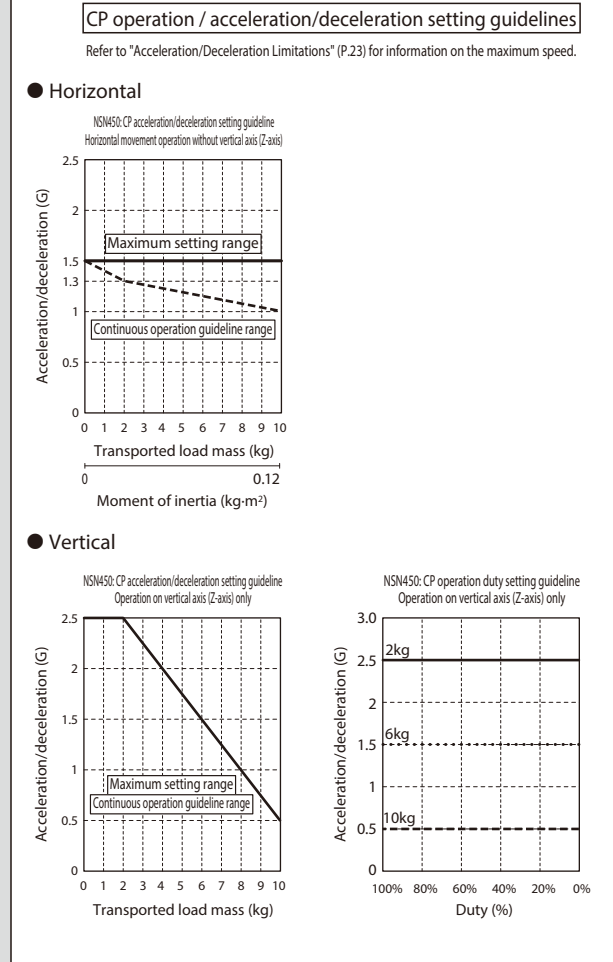 CP operation / acceleration/deceleration setting guidelines
Refer to "Acceleration/Deceleration Limitations" (P.23) for information on the maximum speed.
● Horizontal
NSN450: CP acceleration/deceleration setting guideline
Horizontal movement operation without vertical axis (Z-axis)
Acceleration/deceleration (G)
2.5
2
1.5
1.3
1
0.5
0
Maximum setting range
Continuous operation guideline range
0 1 2 3 4 5 6 7 8 9 10
Transported load mass (kg)
0 0.12
Moment of inertia (kg·m²)
● Vertical
NSN450: CP acceleration/deceleration setting guideline
Operation on vertical axis (Z-axis) only
Acceleration/deceleration (G)
2.5
2
1.5
1
0.5
0
Maximum setting range
Continuous operation guideline range
0 1 2 3 4 5 6 7 8 9 10
Transported load mass (kg)
NSN450: CP operation duty setting guideline
Operation on vertical axis (Z-axis) only
Acceleration/deceleration (G)
3.0
2.5
2
1.5
1
0.5
0
2kg
6kg
10kg
100% 80% 60% 40% 20% 0%
Duty (%)